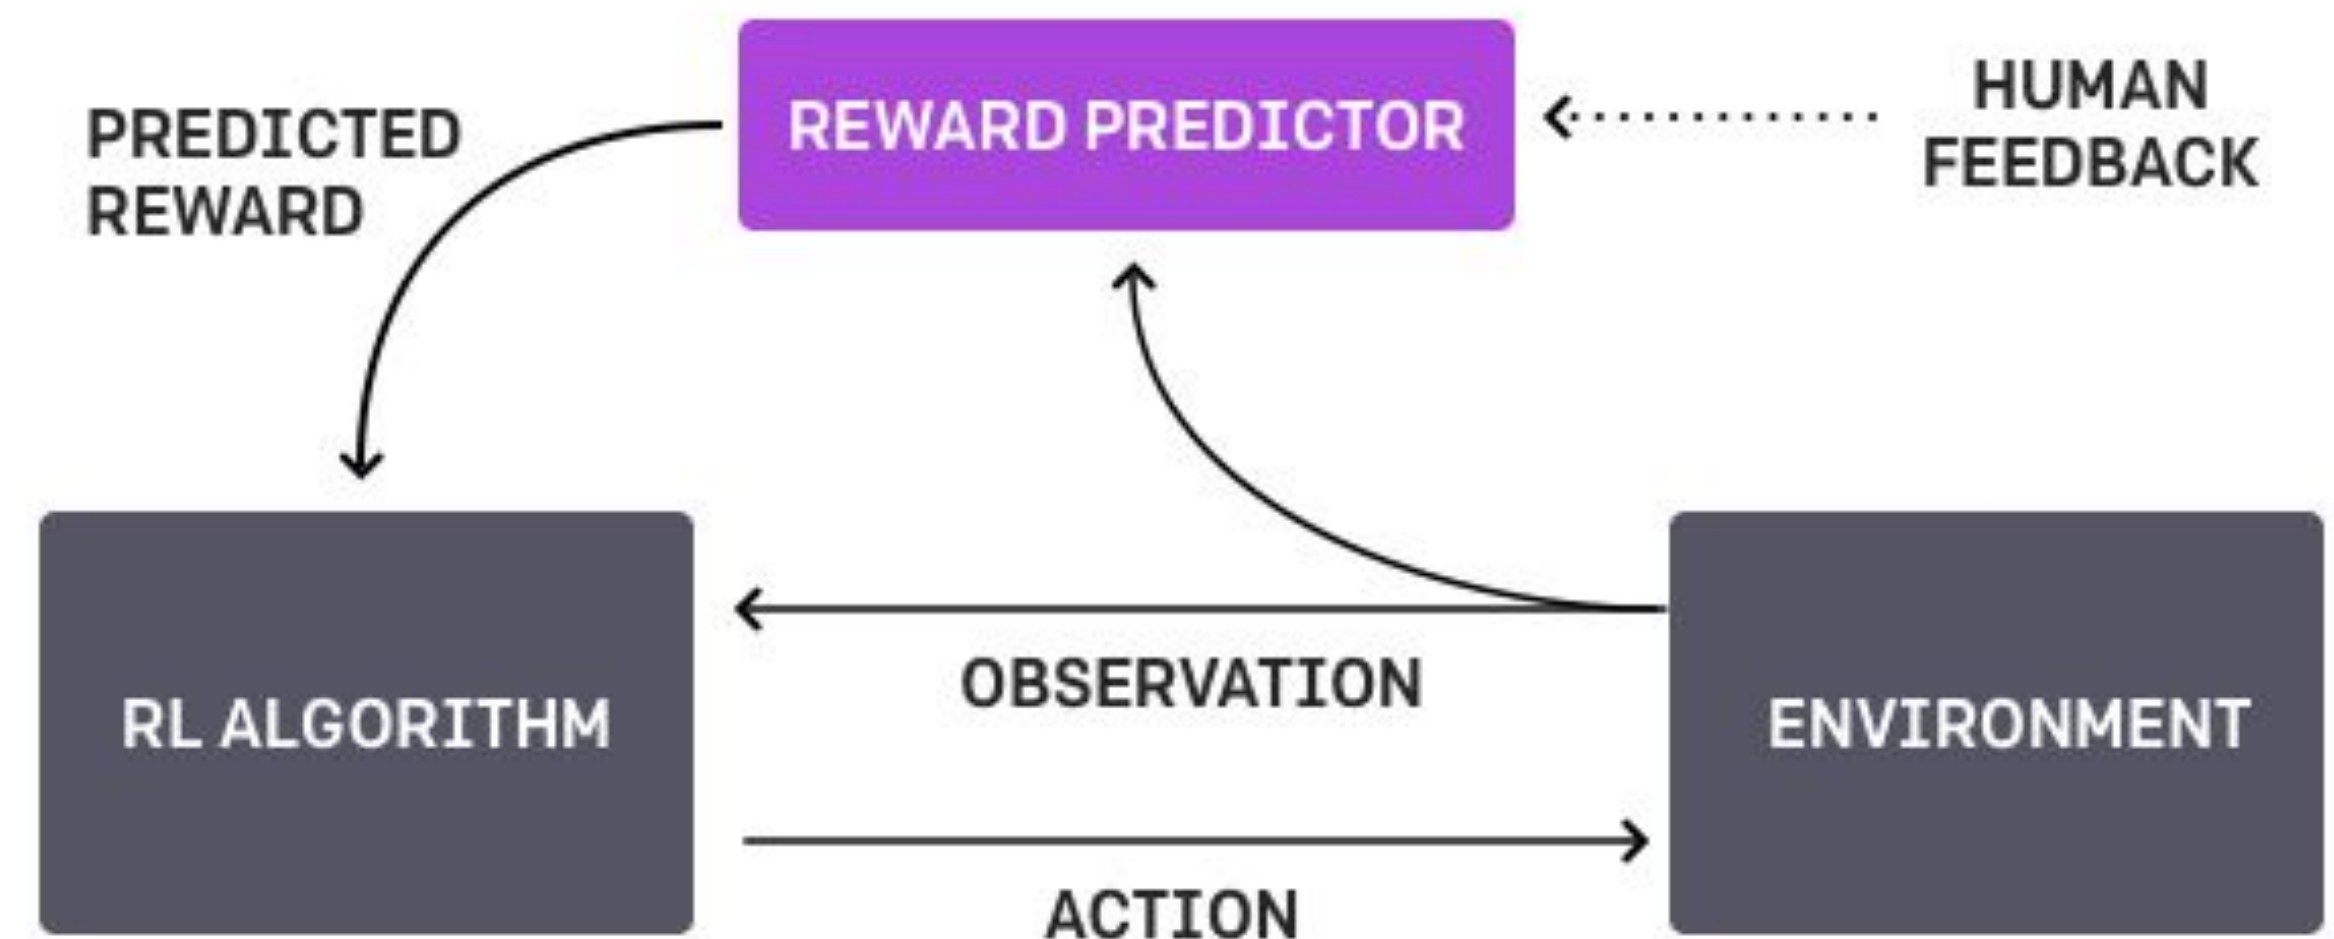 PREDICTED
REWARD
REWARD PREDICTOR
HUMAN
FEEDBACK
RL ALGORITHM
OBSERVATION
ACTION
ENVIRONMENT